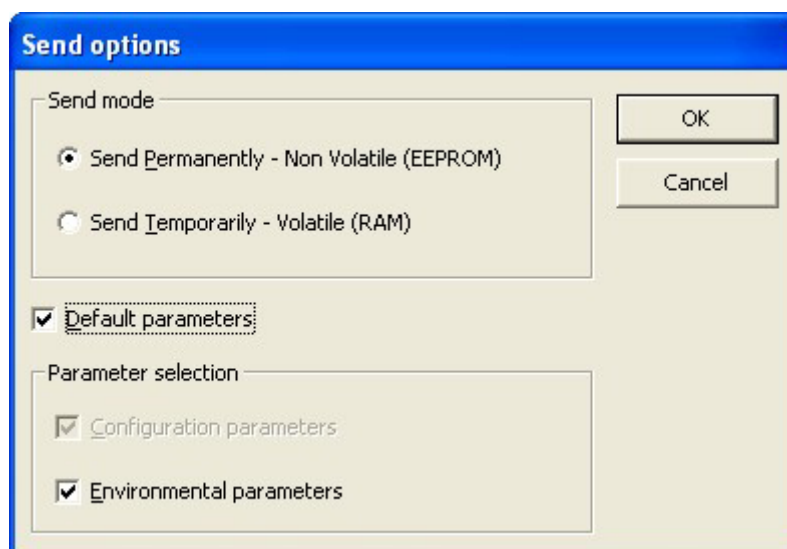 Send options
Send mode
OK
Send Permanently - Non Volatile (EEPROM)
Cancel
Send Temporarily - Volatile (RAM)
Default parameters
Parameter selection
Configuration parameters
Environmental parameters